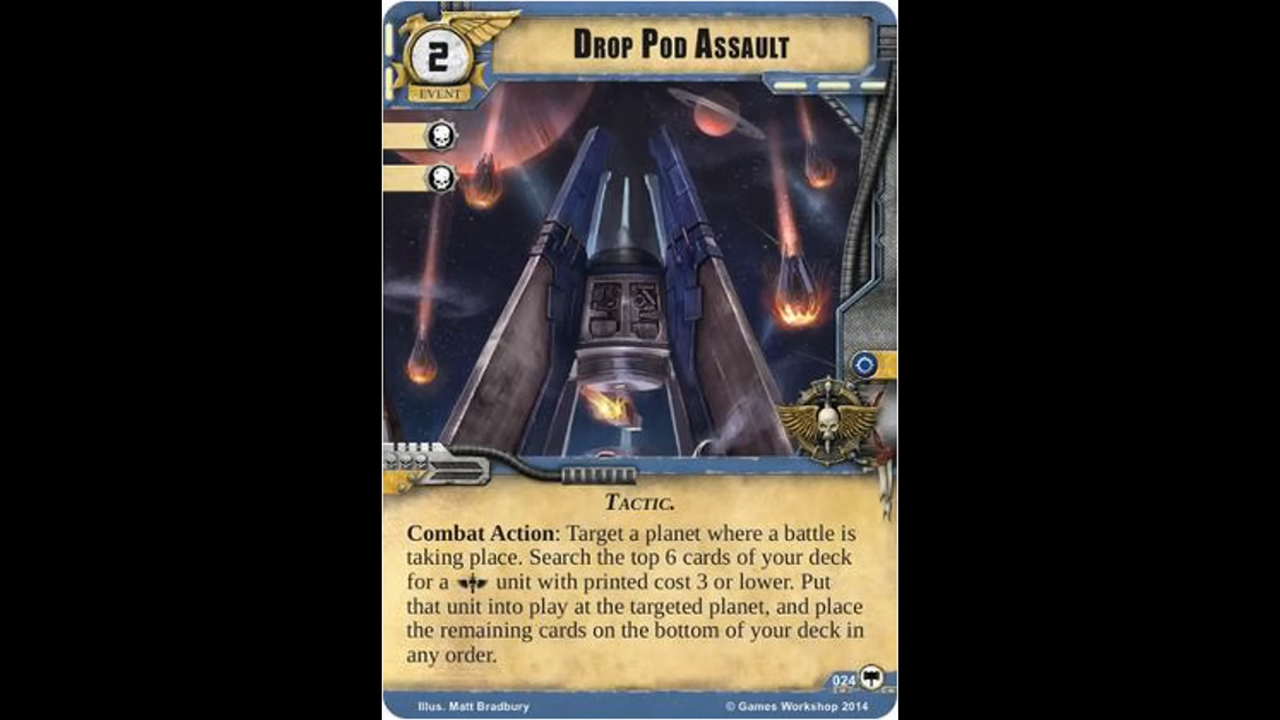 2
DROP POD ASSAULT
EVENT
TACTIC.
Combat Action: Target a planet where a battle is
taking place. Search the top 6 cards of your deck
for a unit with printed cost 3 or lower. Put
that unit into play at the targeted planet, and place
the remaining cards on the bottom of your deck in
any order.
024
Illus. Matt Bradbury
© Games Workshop 2014